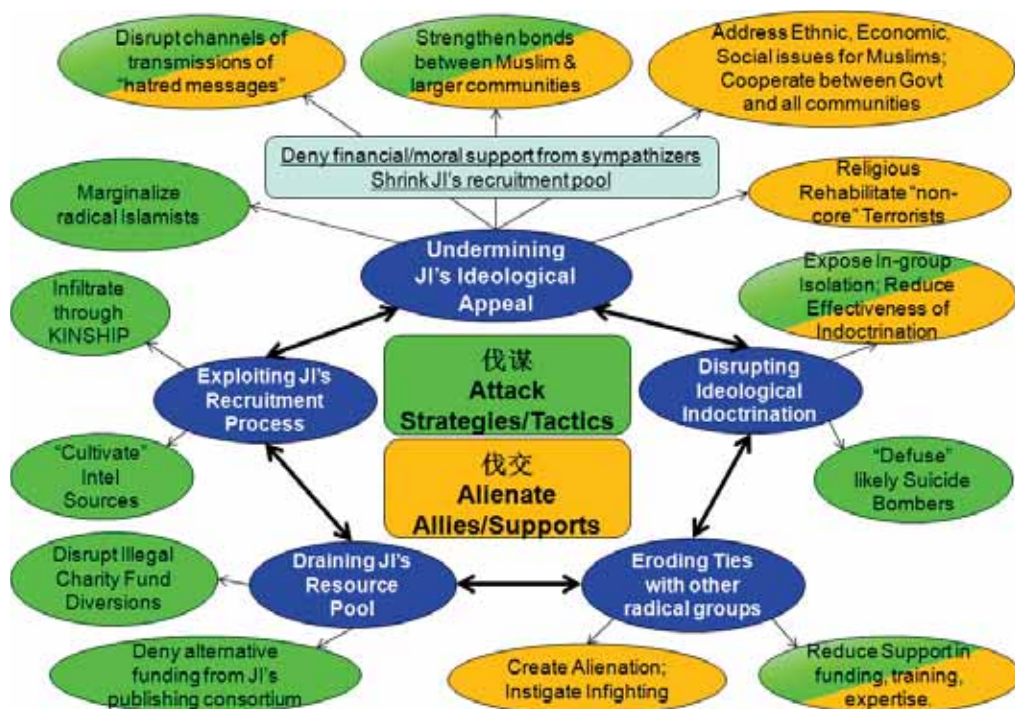 Disrupt channels of
transmissions of
“hatred messages”
Strengthen bonds
between Muslim &
larger communities
Address Ethnic, Economic,
Social issues for Muslims;
Cooperate between Govt
and all communities
Deny financial/moral support from sympathizers
Shrink JI’s recruitment pool
Marginalize
radical Islamists
Religious
Rehabilitate “non-
core” Terrorists
Undermining
JI’s Ideological
Appeal
Infiltrate
through
KINSHIP
Expose In-group
Isolation; Reduce
Effectiveness of
Indoctrination
Exploiting JI’s
Recruitment
Process
伐谋
Attack
Strategies/Tactics
Disrupting
Ideological
Indoctrination
“Cultivate”
Intel
Sources
伐交
Alienate
Allies/Supports
“Defuse”
likely Suicide
Bombers
Disrupt Illegal
Charity Fund
Diversions
Draining JI’s
Resource
Pool
Eroding Ties
with other
radical groups
Deny alternative
funding from JI’s
publishing consortium
Create Alienation;
Instigate Infighting
Reduce Support in
funding, training,
expertise.